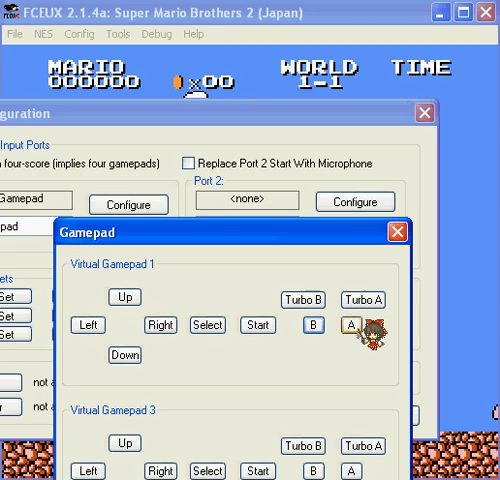 FCEUX 2.1.4a: Super Mario Brothers 2 (Japan)
File NES Config Tools Debug Help
MARIO WORLD TIME
000000 x00 1-1
guration
Input Ports
four-score (implies four gamepads) Replace Port 2 Start With Microphone
Port 2:
Gamepad Configure <none> Configure
pad
Gamepad
ets
Set
Set
Set
not a
not a
Virtual Gamepad 1
Up Turbo B Turbo A
Left Right Select Start B A
Down
Virtual Gamepad 3
Up Turbo B Turbo A
Left Right Select Start B A